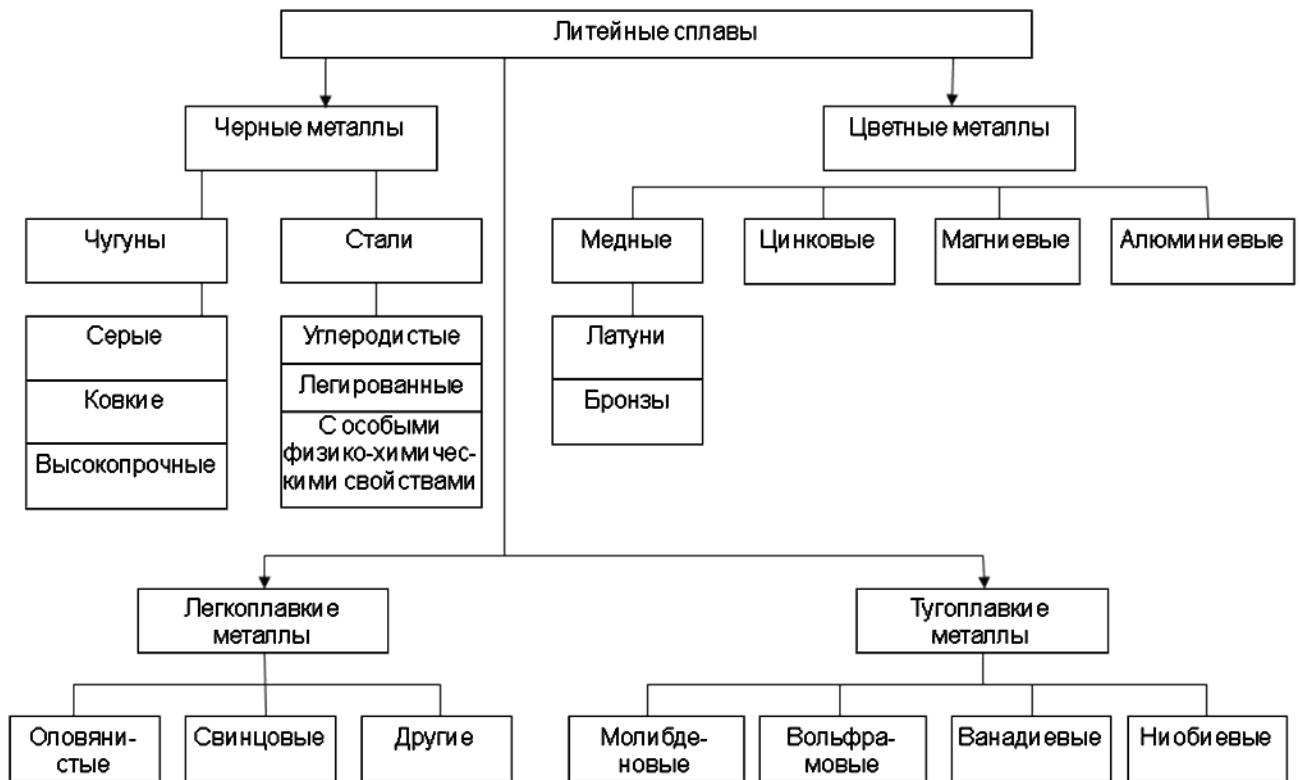 Литейные сплавы
Черные металлы
Цветные металлы
Чугуны
Стали
Медные
Цинковые
Магниевые
Алюминиевые
Серые
Ковкие
Высокопрочные
Углеродистые
Легированные
С особыми
физико-химичес-
кими свойствами
Латуни
Бронзы
Легкоплавкие
металлы
Тугоплавкие
металлы
Оловяни-
стые
Свинцовые
Другие
Молибде-
новые
Вольфра-
мовые
Ванадиевые
Ниобиевые